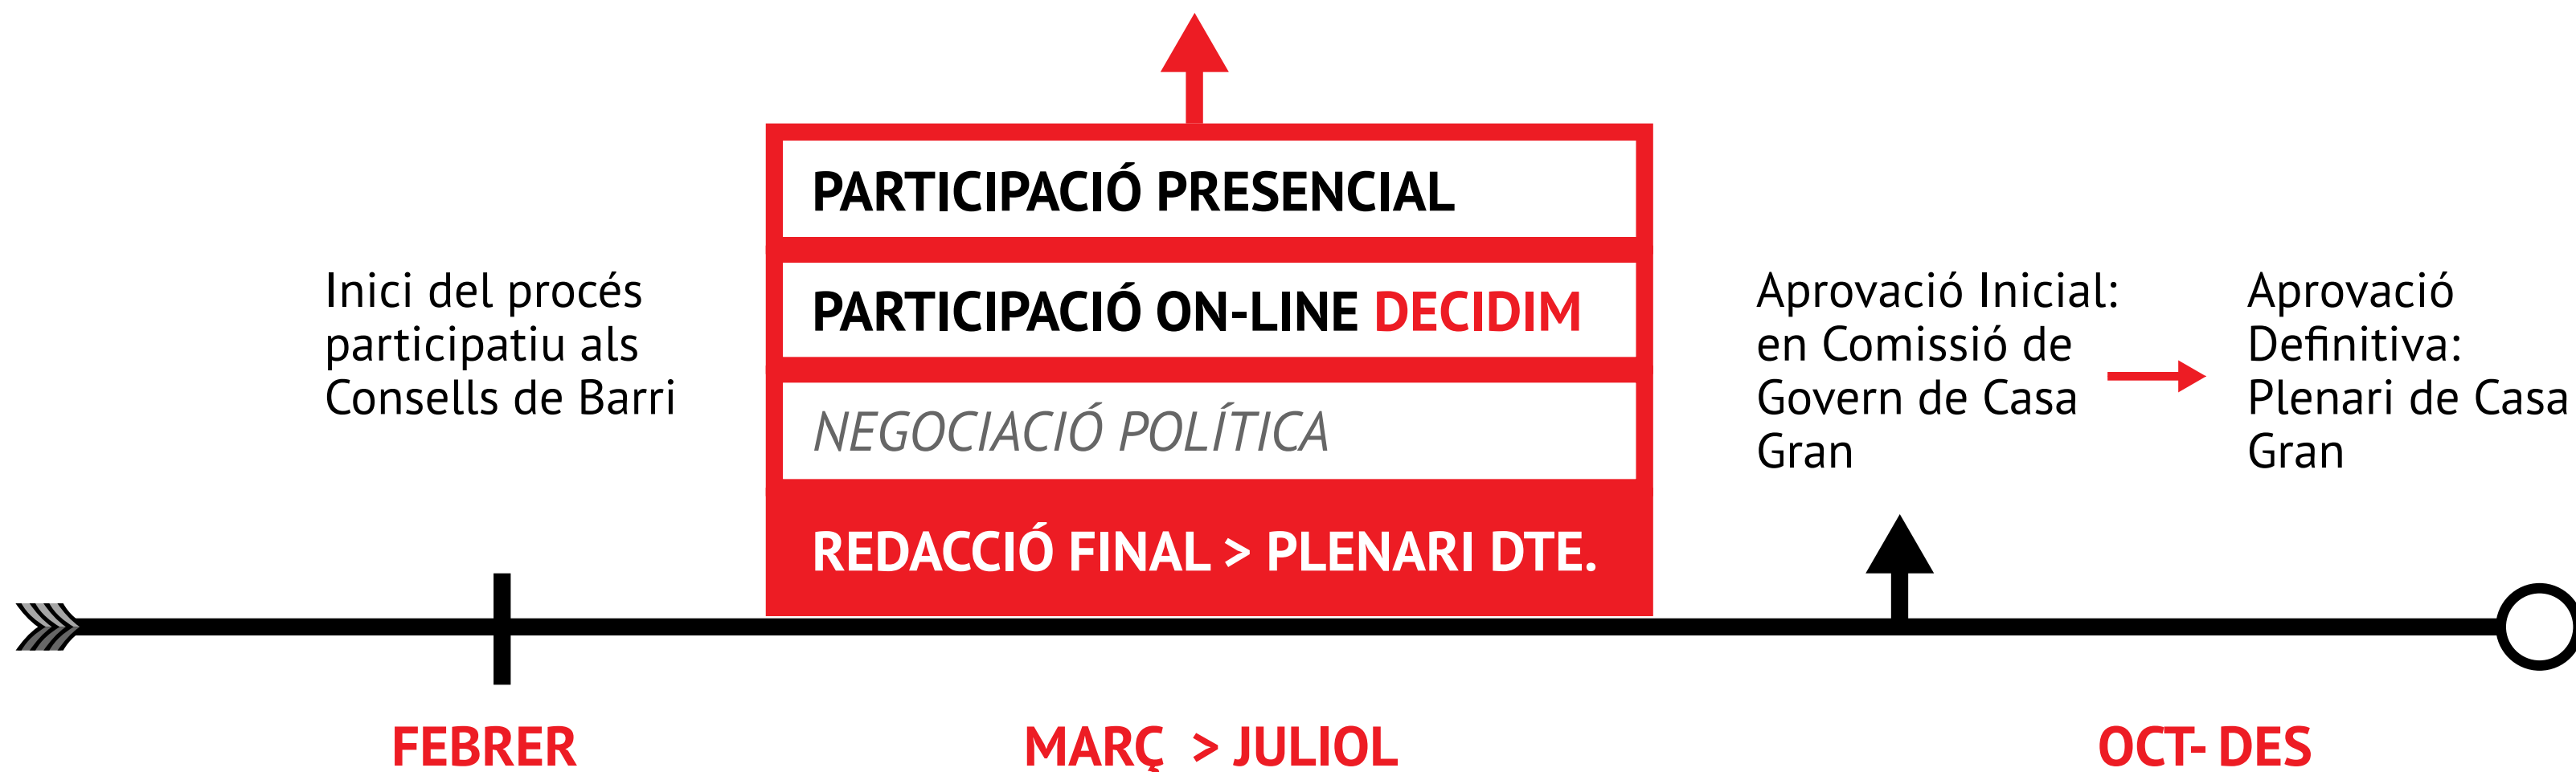 Inici del procés
participatiu als
Consells de Barri
PARTICIPACIÓ PRESENCIAL
PARTICIPACIÓ ON-LINE DECIDIM
NEGOCIACIÓ POLÍTICA
REDACCIÓ FINAL > PLENARI DTE.
Aprovació Inicial:
en Comissió de
Govern de Casa
Gran
Aprovació
Definitiva:
Plenari de Casa
Gran
FEBRER
MARÇ > JULIOL
OCT- DES